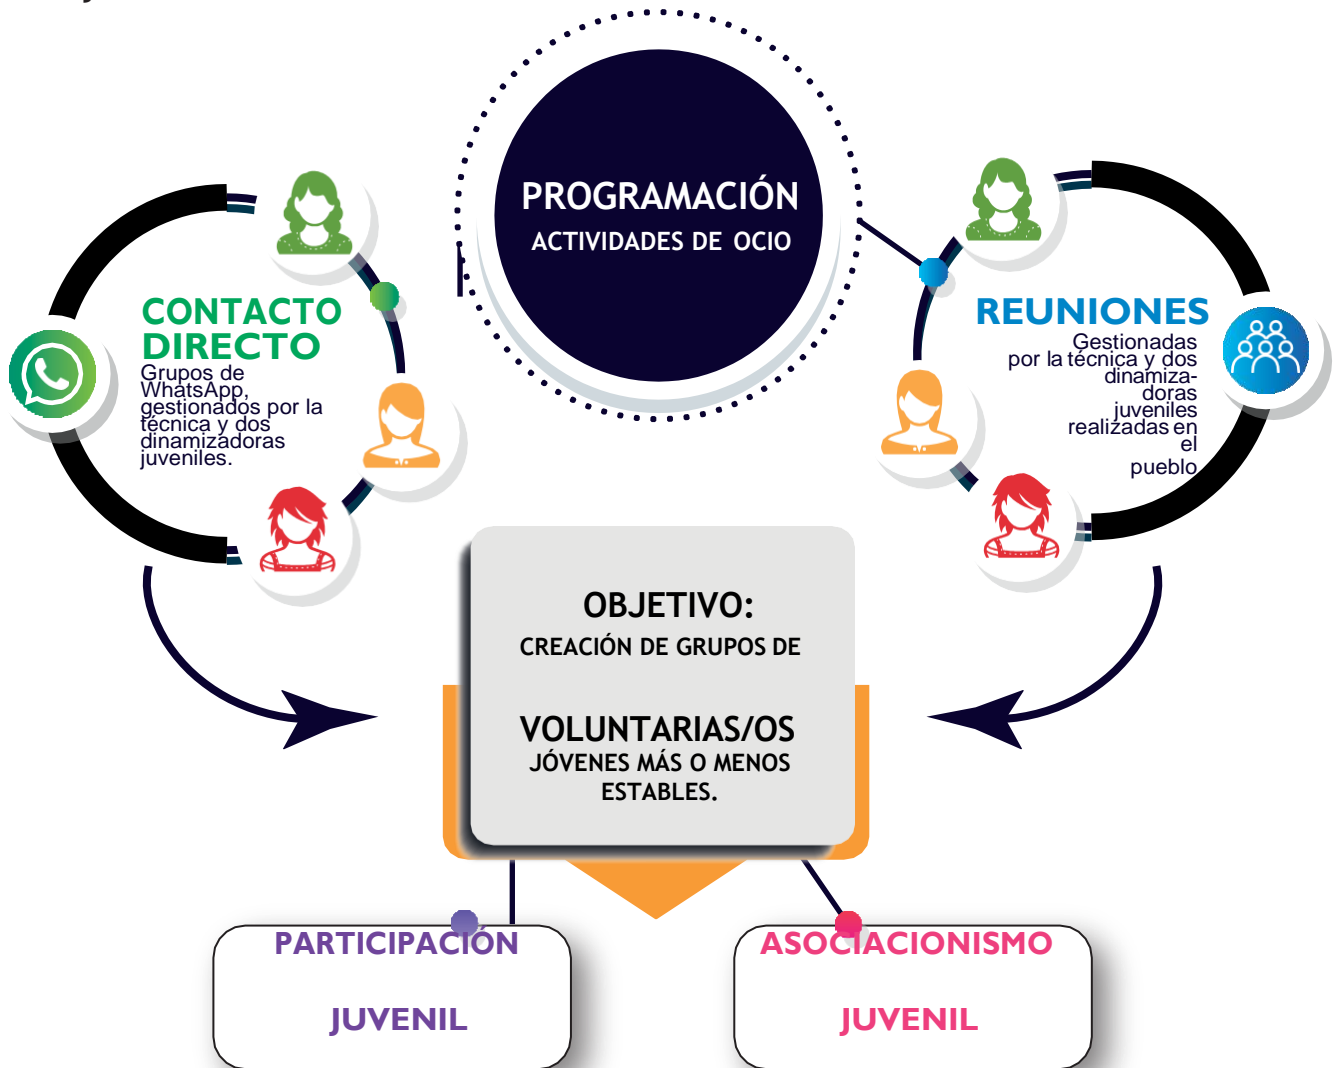 PROGRAMACIÓN
ACTIVIDADES DE OCIO
CONTACTO
DIRECTO
Grupos de
WhatsApp,
gestionados por la
técnica y dos
dinamizadoras
juveniles.
REUNIONES
Gestionadas
por la técnica y dos
dinamiza-
doras
juveniles
realizadas en
el
pueblo
OBJETIVO:
CREACIÓN DE GRUPOS DE
VOLUNTARIAS/OS
JÓVENES MÁS O MENOS
ESTABLES.
PARTICIPACIÓN
JUVENIL
ASOCIACIONISMO
JUVENIL